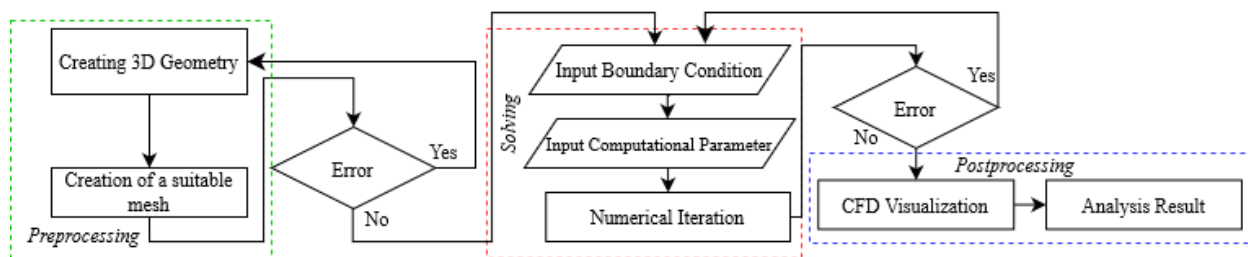 Creating 3D Geometry
Creation of a suitable
mesh
Preprocessing
Error
Yes
No
Solving
Input Boundary Condition
Input Computational Parameter
Numerical Iteration
Error
Yes
No
Postprocessing
CFD Visualization
Analysis Result